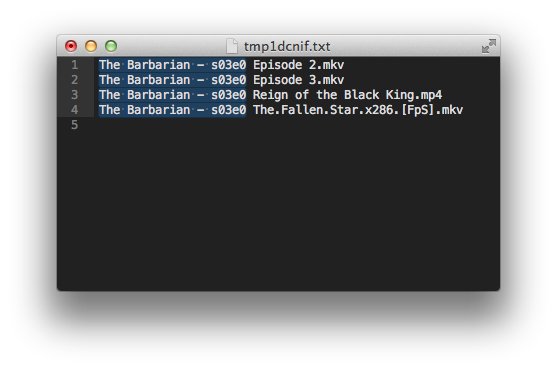 tmp1dcnif.txt
1 The Barbarian – s03e0 Episode 2.mkv
2 The Barbarian – s03e0 Episode 3.mkv
3 The Barbarian – s03e0 Reign of the Black King.mp4
4 The Barbarian – s03e0 The.Fallen.Star.x286.[FpS].mkv
5